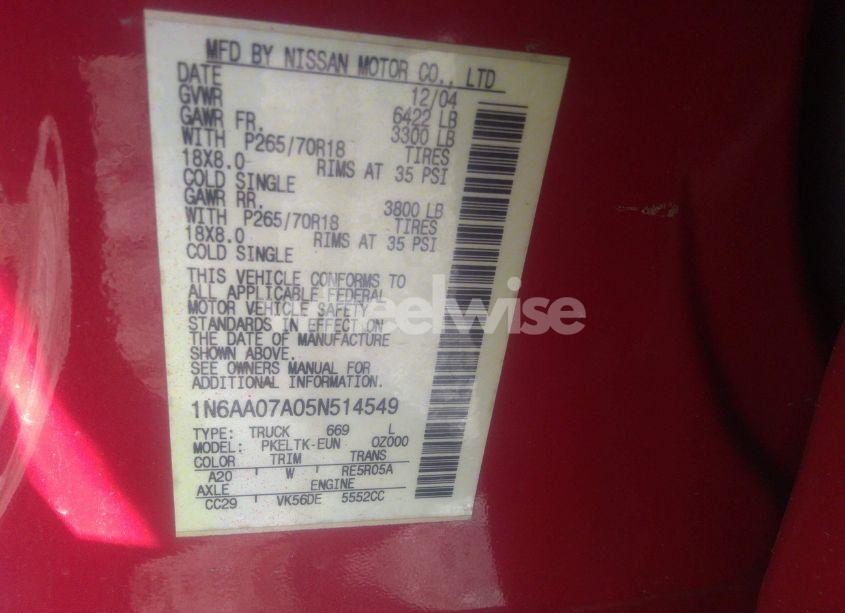 MFD BY NISSAN MOTOR CO., LTD
DATE 12/04
GVWR 6422 LB
GAWR FR. 3300 LB
WITH P265/70R18 TIRES
18X8.0 RIMS AT 35 PSI
COLD SINGLE
GAWR RR. 3800 LB
WITH P265/70R18 TIRES
18X8.0 RIMS AT 35 PSI
COLD SINGLE
THIS VEHICLE CONFORMS TO
ALL APPLICABLE FEDERAL
MOTOR VEHICLE SAFETY
STANDARDS IN EFFECT ON
THE DATE OF MANUFACTURE
SHOWN ABOVE.
SEE OWNERS MANUAL FOR
ADDITIONAL INFORMATION.
1N6AA07A05N514549
TYPE: TRUCK 669 L
MODEL: PKELTK-EUN 0Z000
COLOR TRIM TRANS
A20 W RE5R05A
AXLE ENGINE
CC29 VK56DE 5552CC